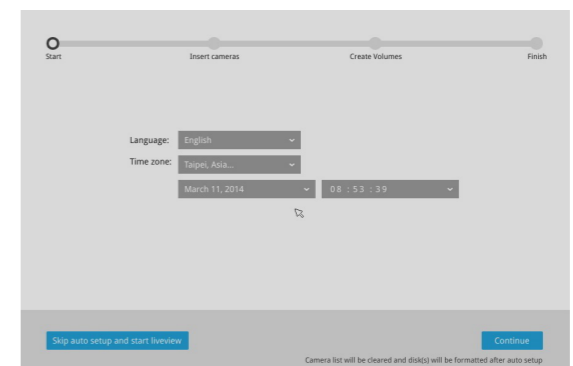 Start Insert cameras Create Volumes Finish
Language: English
Time zone: Taipei, Asia...
March 11, 2014 08 : 53 : 39
Skip auto setup and start liveview Continue
Camera list will be cleared and disk(s) will be formatted after auto setup